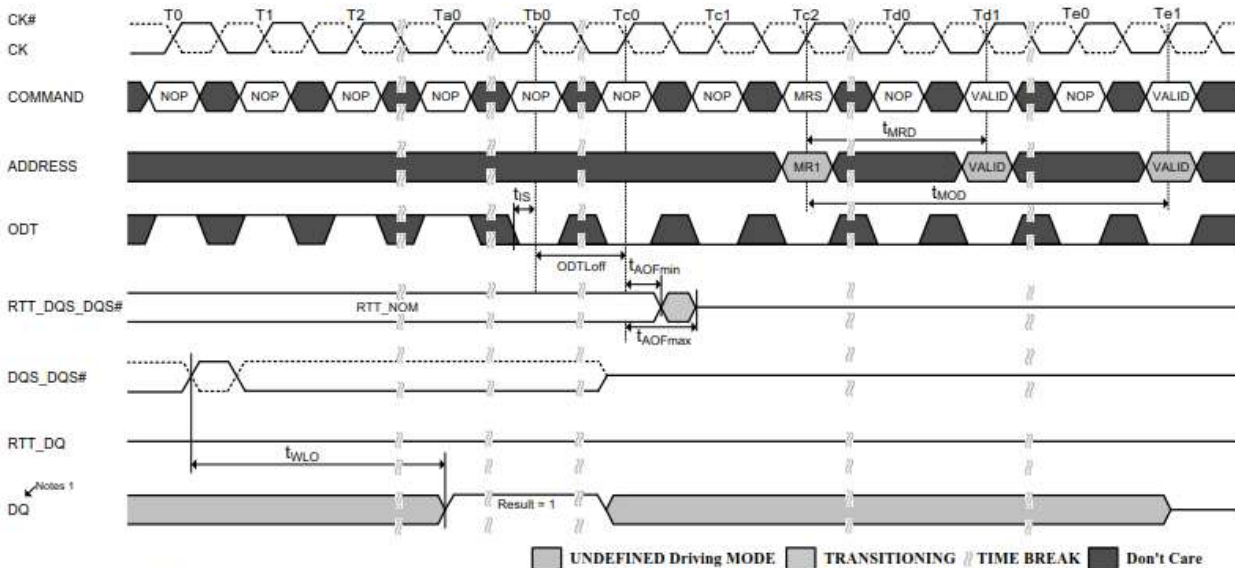 CK# T0 T1 T2 Ta0 Tb0 Tc0 Tc1 Tc2 Td0 Td1 Te0 Te1
CK
COMMAND NOP NOP NOP NOP NOP NOP NOP MRS NOP VALID NOP VALID
tMRD
ADDRESS MR1 VALID VALID
tIS tMOD
ODT
ODTLoff tAOFmin
RTT_DQS_DQS# RTT_NOM
tAOFmax
DQS_DQS#
RTT_DQ
tWLO
Notes 1
DQ Result = 1
UNDEFINED Driving MODE TRANSITIONING TIME BREAK Don't Care